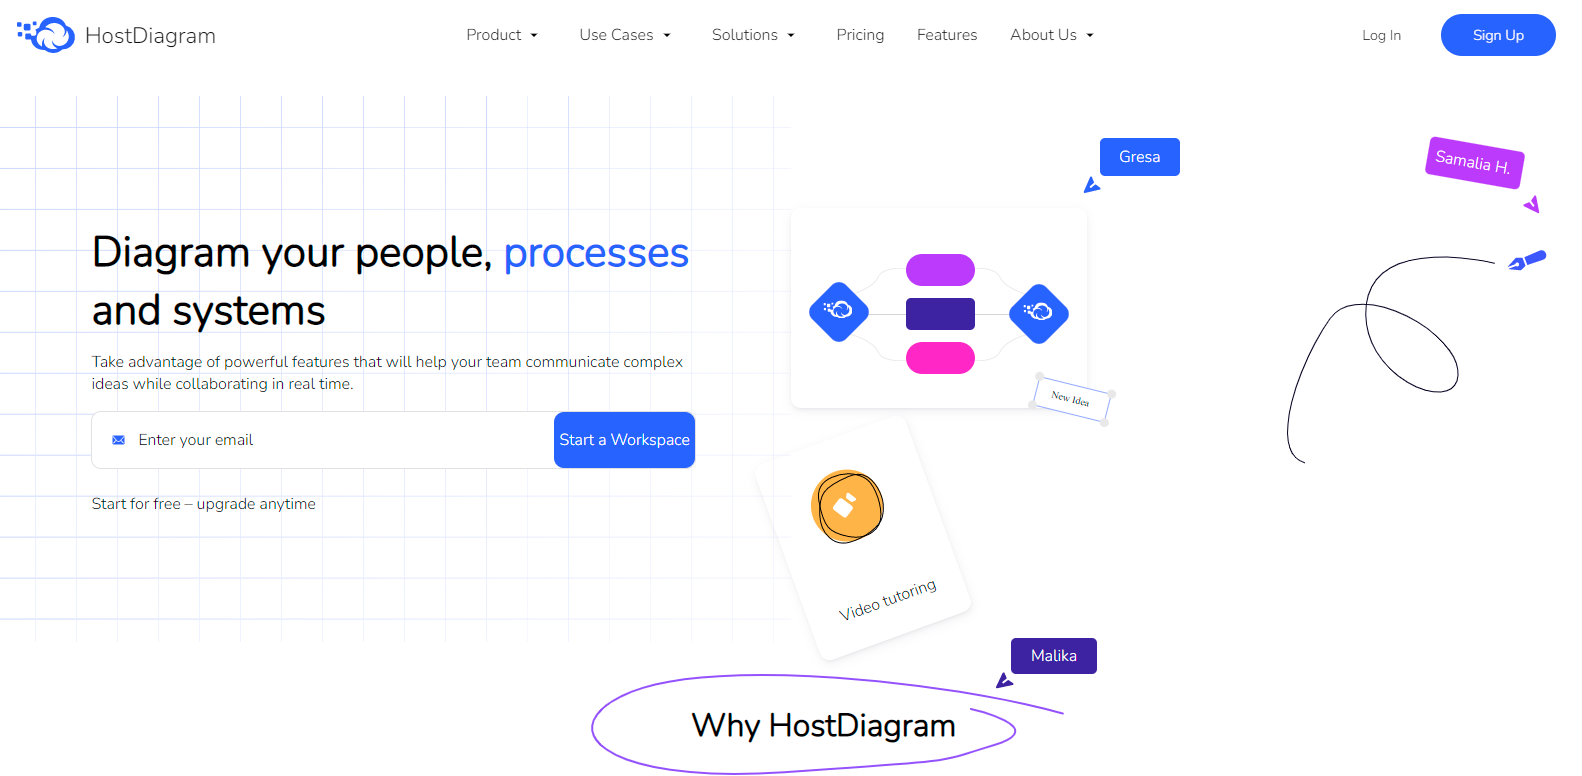 HostDiagram
Product
Use Cases
Solutions
Pricing
Features
About Us
Log In
Sign Up
Gresa
Samalia H.
Diagram your people, processes
and systems
Take advantage of powerful features that will help your team communicate complex
ideas while collaborating in real time.
Enter your email
Start a Workspace
Start for free – upgrade anytime
New Idea
Video tutoring
Malika
Why HostDiagram